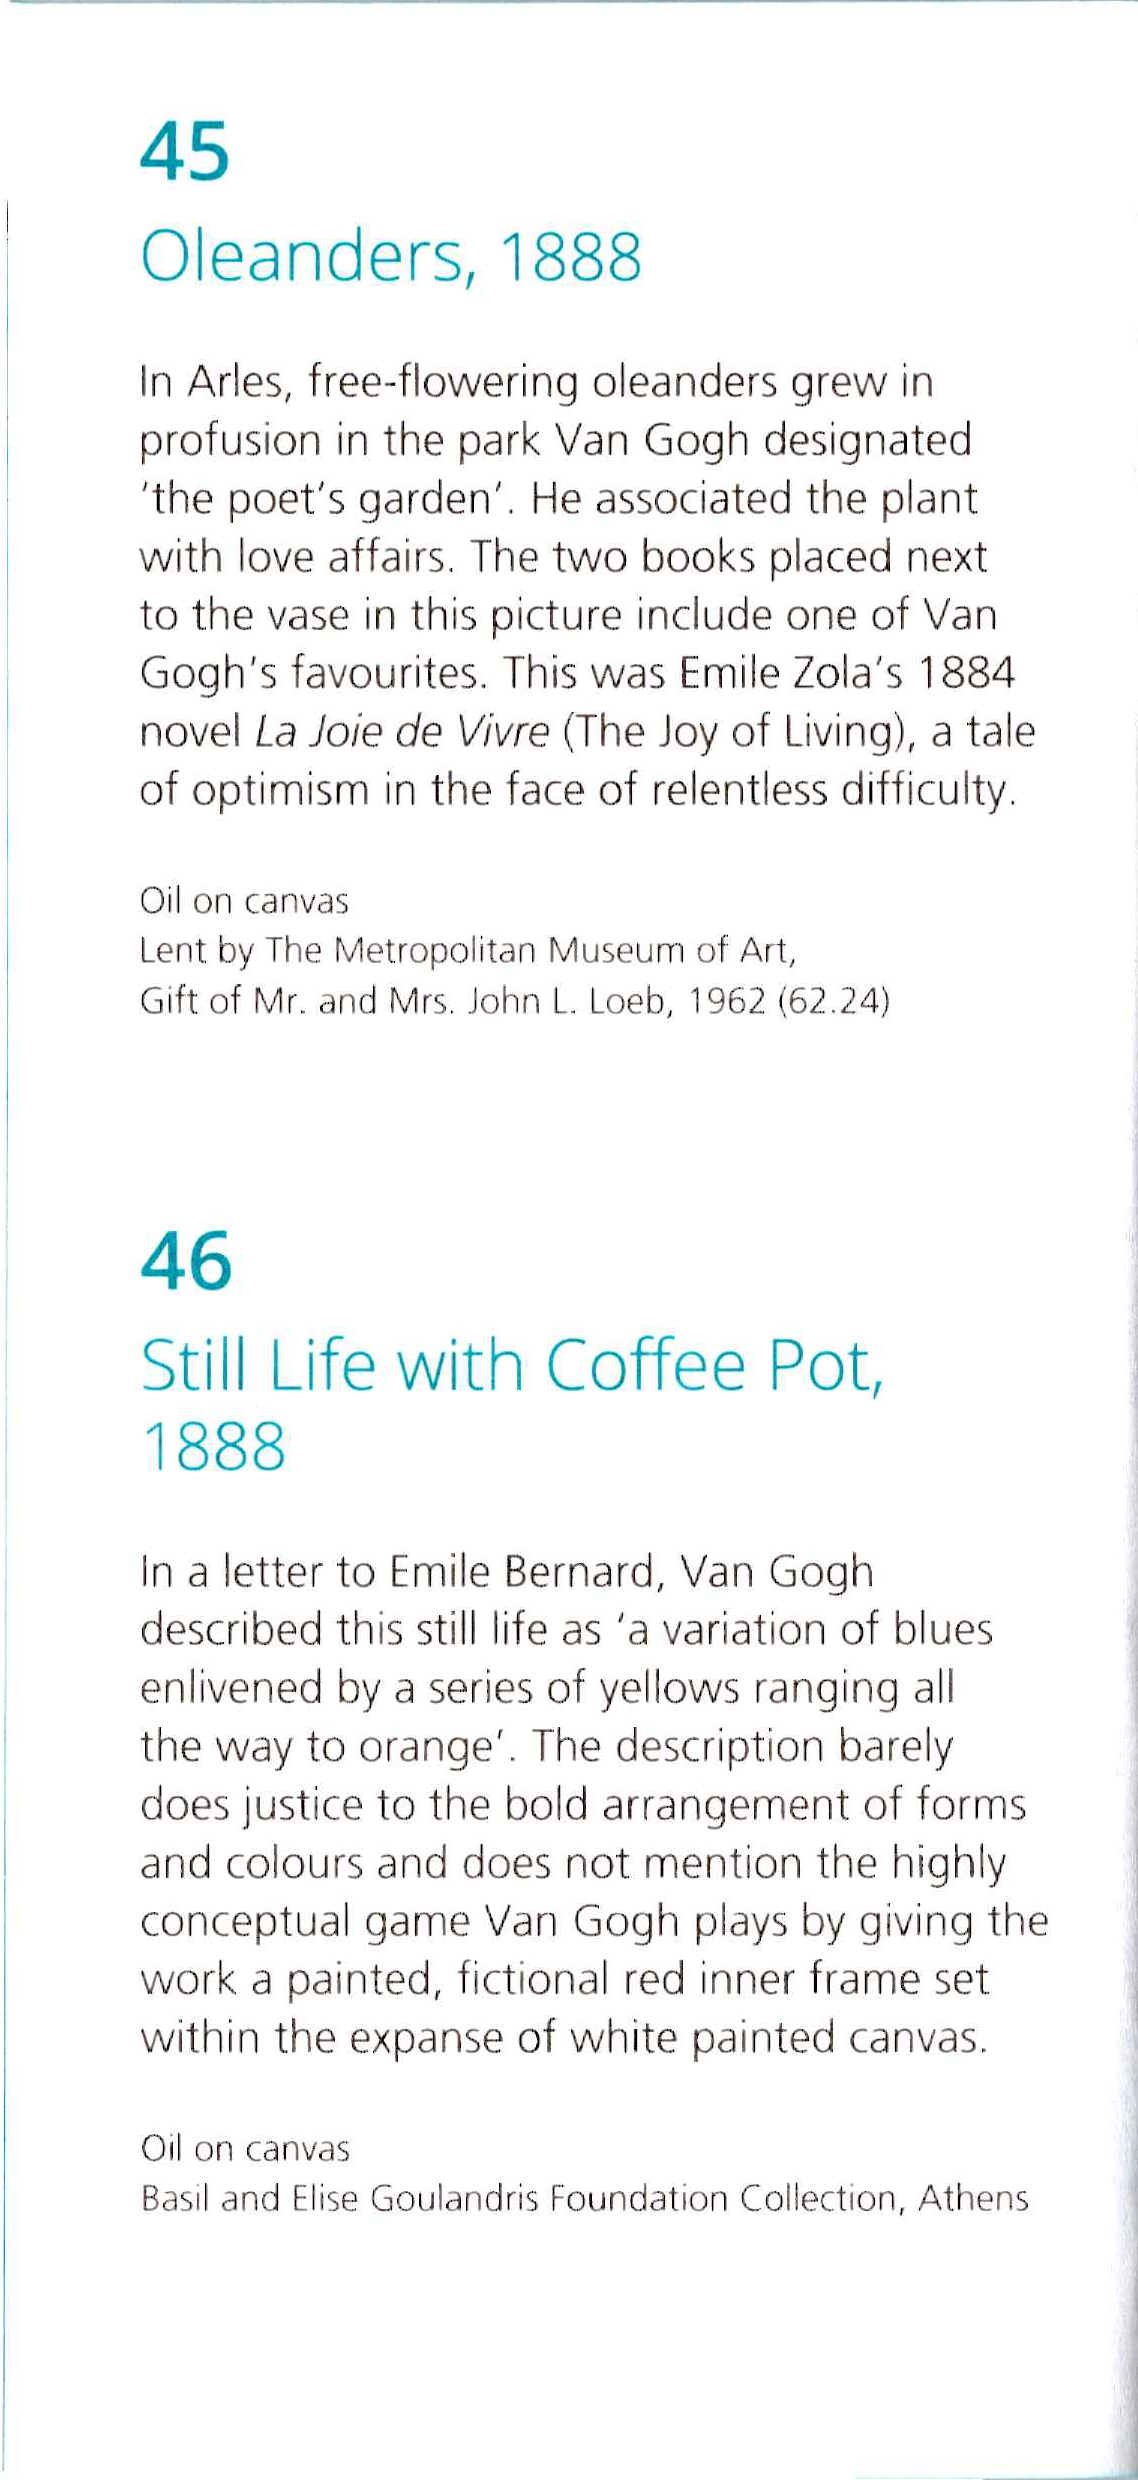 45
Oleanders, 1888
In Arles, free-flowering oleanders grew in
profusion in the park Van Gogh designated
‘the poet’s garden’. He associated the plant
with love affairs. The two books placed next
to the vase in this picture include one of Van
Gogh’s favourites. This was Emile Zola’s 1884
novel La Joie de Vivre (The Joy of Living), a tale
of optimism in the face of relentless difficulty.
Oil on canvas
Lent by The Metropolitan Museum of Art,
Gift of Mr. and Mrs. John L. Loeb, 1962 (62.24)
46
Still Life with Coffee Pot,
1888
In a letter to Emile Bernard, Van Gogh
described this still life as ‘a variation of blues
enlivened by a series of yellows ranging all
the way to orange’. The description barely
does justice to the bold arrangement of forms
and colours and does not mention the highly
conceptual game Van Gogh plays by giving the
work a painted, fictional red inner frame set
within the expanse of white painted canvas.
Oil on canvas
Basil and Elise Goulandris Foundation Collection, Athens